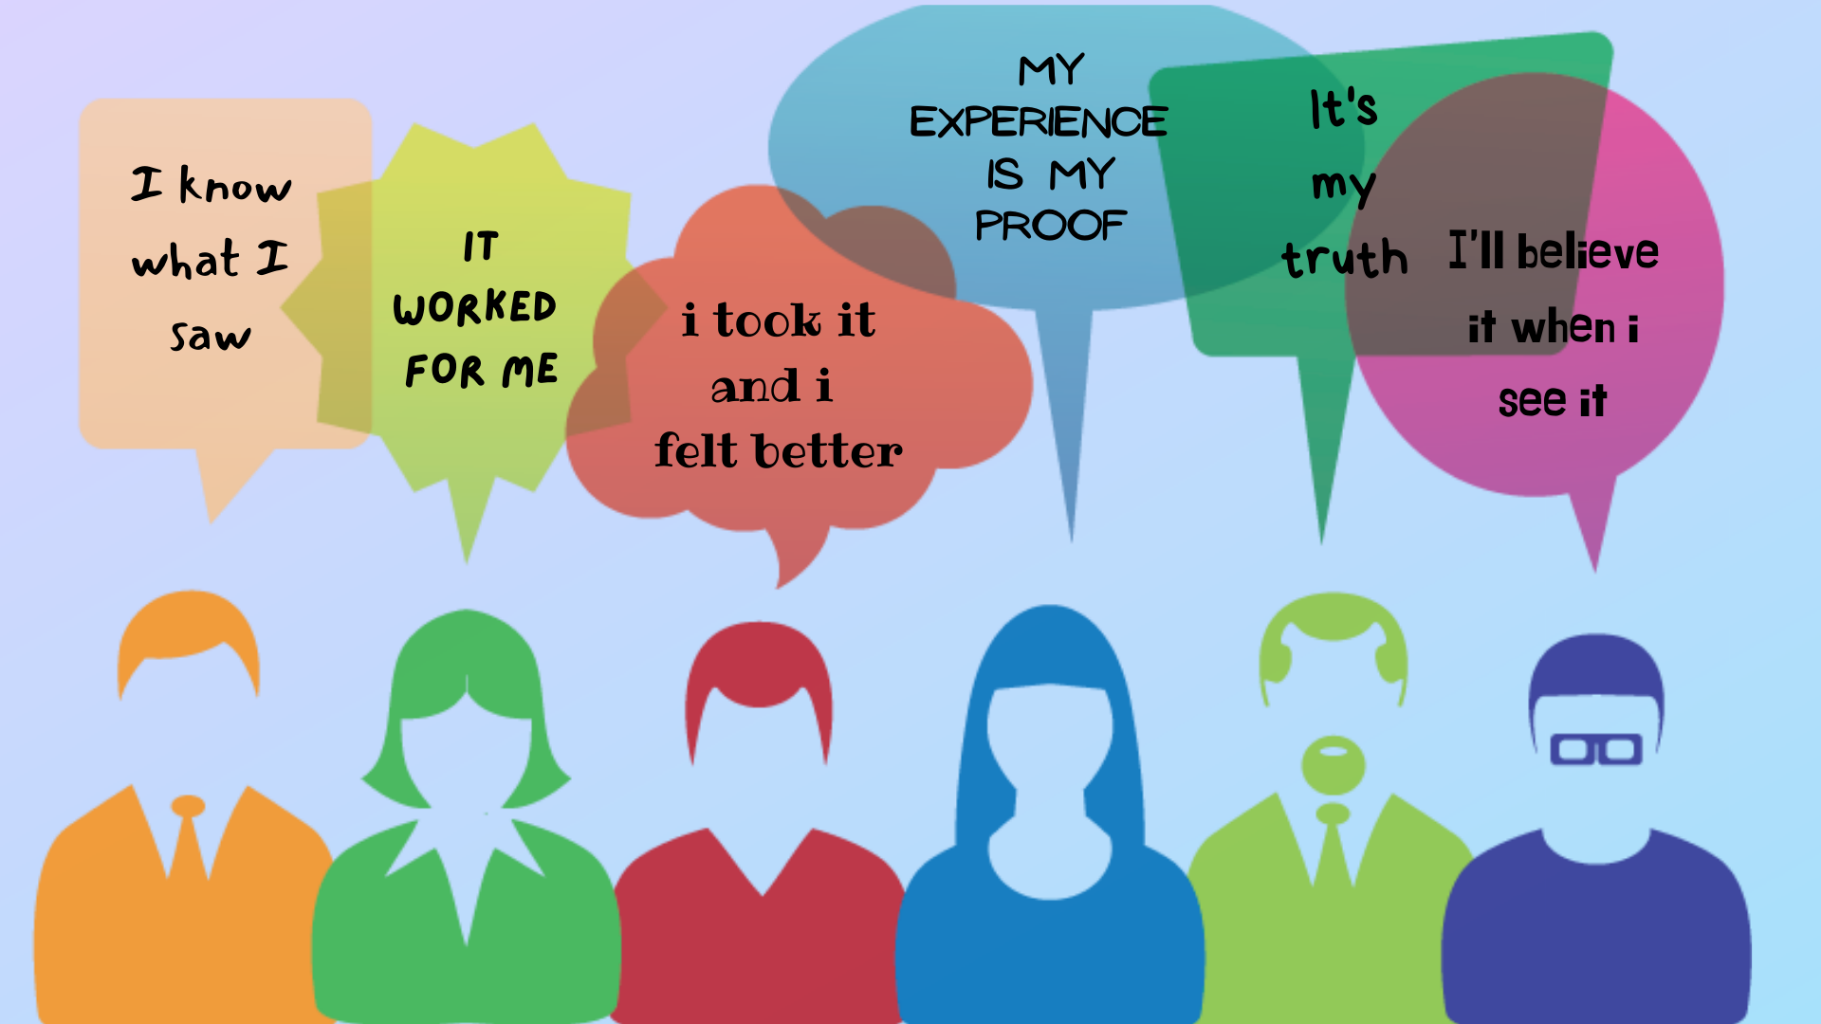 I know
what I
saw
IT
WORKED
FOR ME
i took it
and i
felt better
MY
EXPERIENCE
IS MY
PROOF
It's
my
truth
I'll believe
it when i
see it